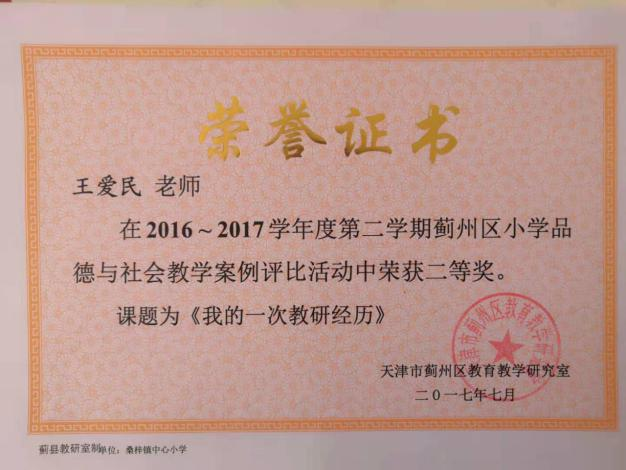 荣誉证书
王爱民 老师
在2016～2017学年度第二学期蓟州区小学品
德与社会教学案例评比活动中荣获二等奖。
课题为《我的一次教研经历》
天津市蓟州区教育教学研究室
二〇一七年七月
蓟县教研室制
单位：桑梓镇中心小学